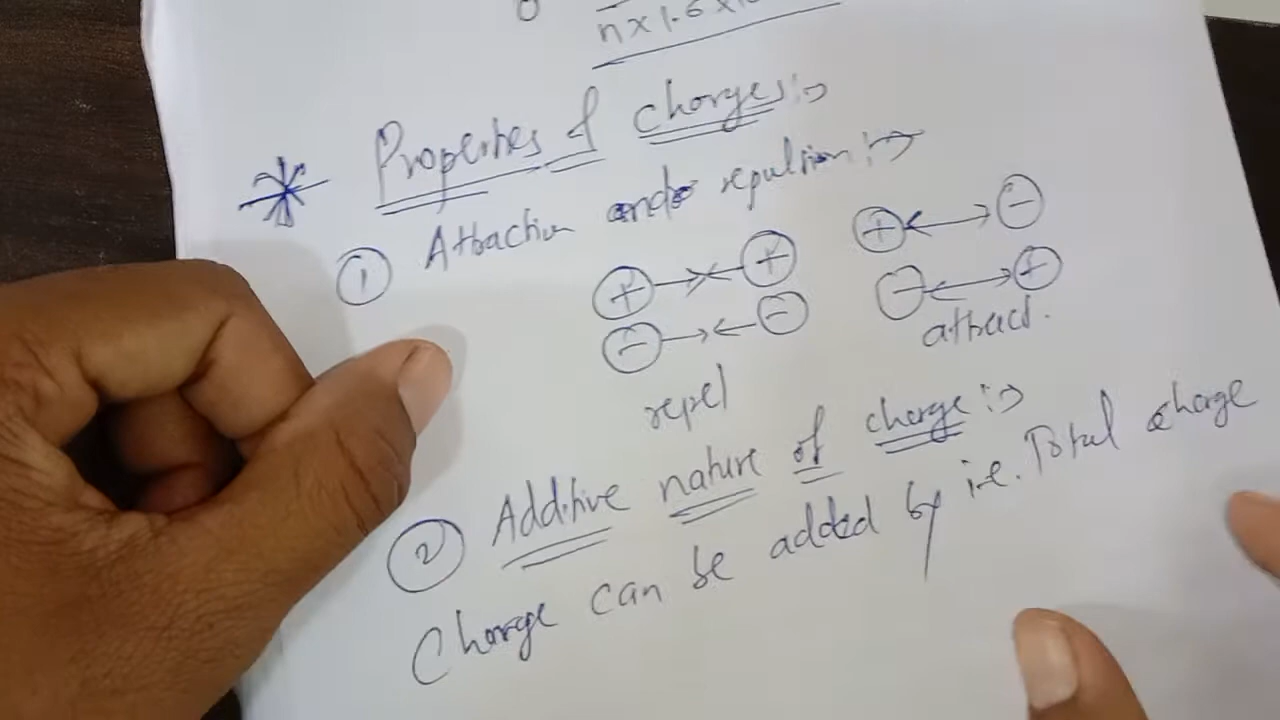 n x 1.6 x
Properties of charges :->
① Attraction and repulsion :->
+ → ← + + ↔ -
- → ← - - ↔ +
repel attract.
② Additive nature of charge :->
Charge can be added by i.e. Total charge